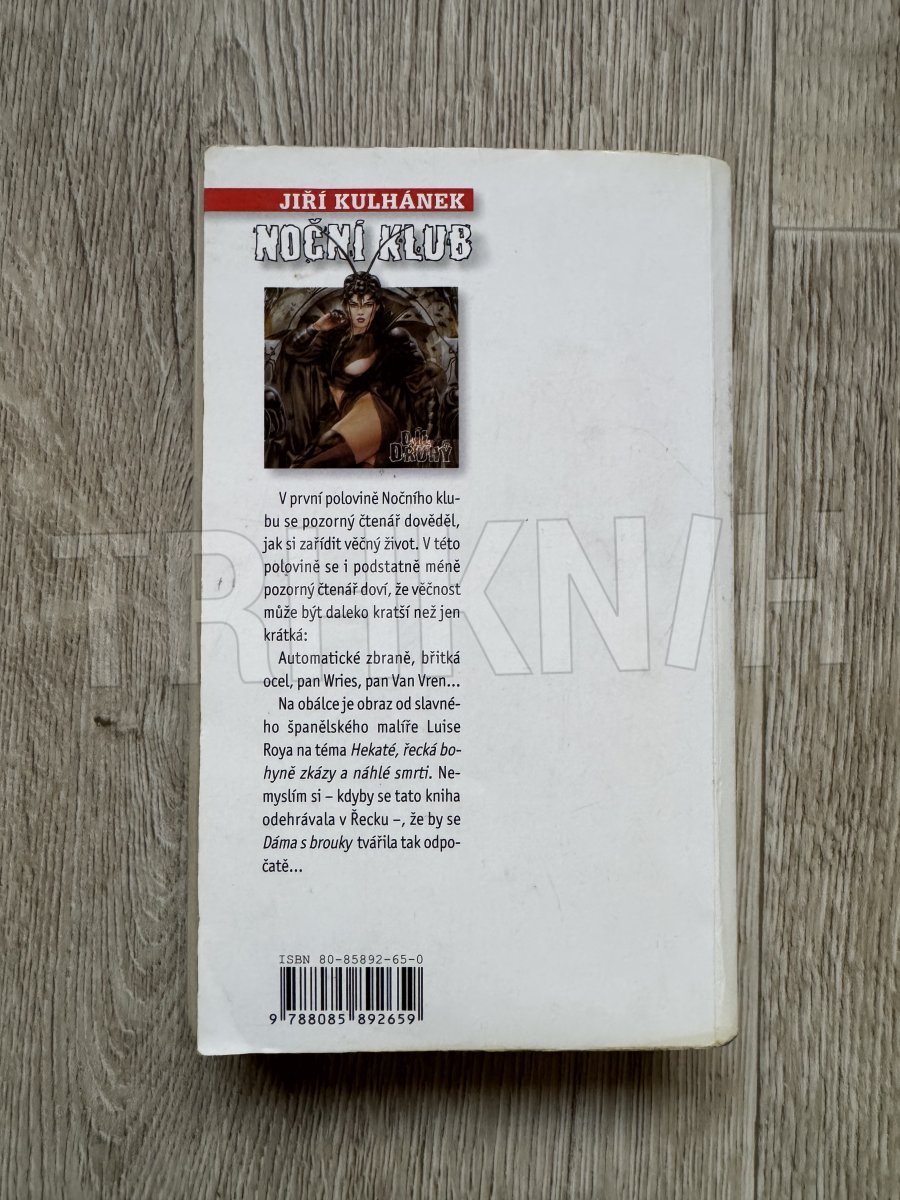 JIŘÍ KULHÁNEK
NOČNÍ KLUB
DÍL
DRUHÝ
V první polovině Nočního klu-
bu se pozorný čtenář dověděl,
jak si zařídit věčný život. V této
polovině se i podstatně méně
pozorný čtenář doví, že věčnost
může být daleko kratší než jen
krátká:
Automatické zbraně, břitká
ocel, pan Wries, pan Van Vren...
Na obálce je obraz od slavné-
ho španělského malíře Luise
Roya na téma Hekaté, řecká bo-
hyně zkázy a náhlé smrti. Ne-
myslím si – kdyby se tato kniha
odehrávala v Řecku –, že by se
Dáma s brouky tvářila tak odpo-
čatě...
ISBN 80-85892-65-0
9 788085 892659
TRHKNIH